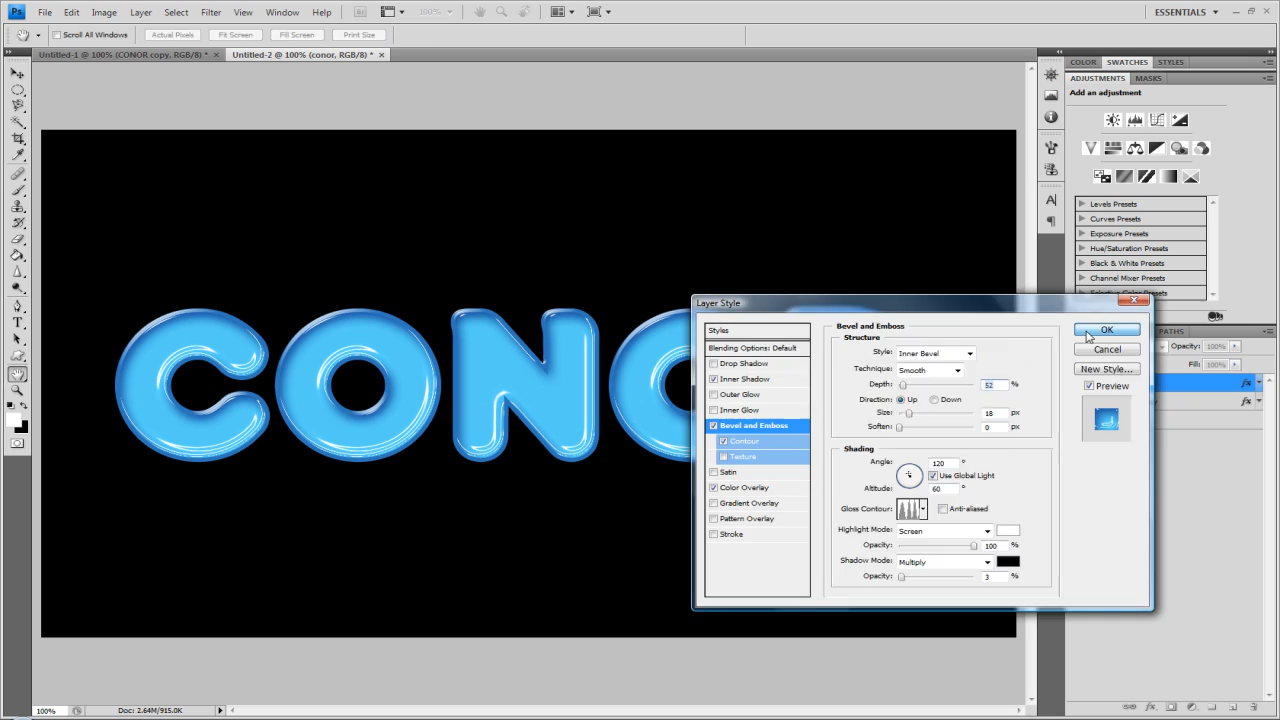 Ps File Edit Image Layer Select Filter View Window Help 100% ESSENTIALS
Scroll All Windows Actual Pixels Fit Screen Fill Screen Print Size
Untitled-1 @ 100% (CONOR copy, RGB/8) * Untitled-2 @ 100% (conor, RGB/8) *
COLOR SWATCHES STYLES
ADJUSTMENTS MASKS
Add an adjustment
Levels Presets
Curves Presets
Exposure Presets
Hue/Saturation Presets
Black & White Presets
Channel Mixer Presets
Selective Color Presets
PATHS
Opacity: 100%
Fill: 100%
CONO
Layer Style
Styles
Blending Options: Default
Drop Shadow
Inner Shadow
Outer Glow
Inner Glow
Bevel and Emboss
Contour
Texture
Satin
Color Overlay
Gradient Overlay
Pattern Overlay
Stroke
Bevel and Emboss
Structure
Style: Inner Bevel
Technique: Smooth
Depth: 52 %
Direction: Up Down
Size: 18 px
Soften: 0 px
Shading
Angle: 120 °
Use Global Light
Altitude: 60 °
Gloss Contour: Anti-aliased
Highlight Mode: Screen
Opacity: 100 %
Shadow Mode: Multiply
Opacity: 3 %
OK
Cancel
New Style...
Preview
100% Doc: 2.64M/915.0K